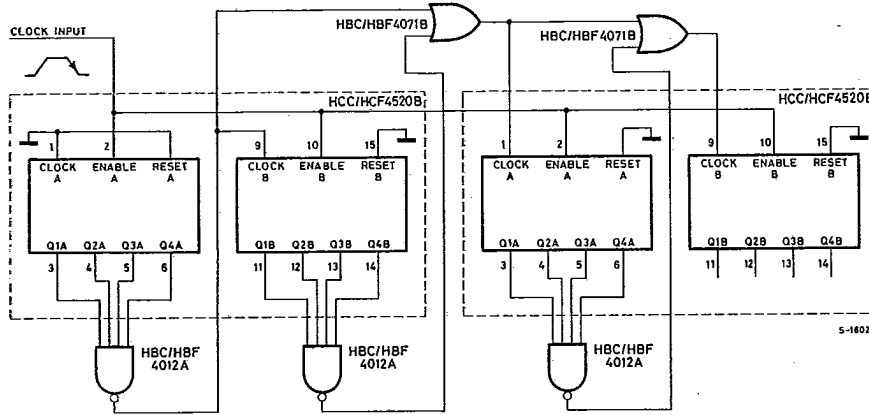 HBC/HBF4071B
CLOCK INPUT
HBC/HBF4071B
HCC/HCF4520B
HCC/HCF4520B
1 2
9 10 15
1 2
9 10 15
CLOCK A ENABLE A RESET A
CLOCK B ENABLE B RESET B
CLOCK A ENABLE A RESET A
CLOCK B ENABLE B RESET B
Q1A Q2A Q3A Q4A
Q1B Q2B Q3B Q4B
Q1A Q2A Q3A Q4A
Q1B Q2B Q3B Q4B
3 4 5 6
11 12 13 14
3 4 5 6
11 12 13 14
S-1602
HBC/HBF 4012A
HBC/HBF 4012A
HBC/HBF 4012A